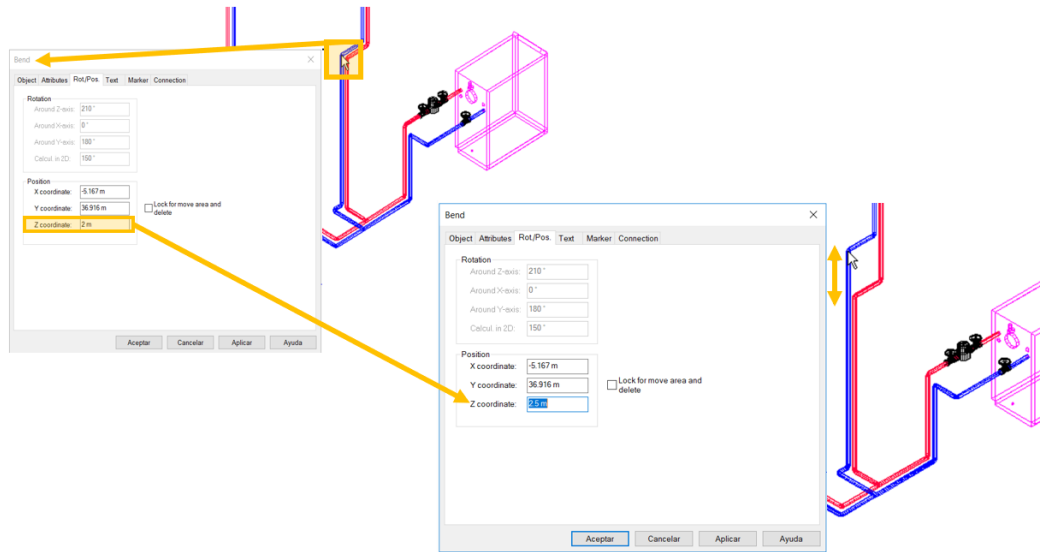 Bend
Object Attributes Rot./Pos. Text Marker Connection
Rotation
Around Z-axis: 210 °
Around X-axis: 0 °
Around Y-axis: 180 °
Calcul. in 2D: 150 °
Position
X coordinate: -5.167 m
Y coordinate: 36.916 m
Lock for move area and
delete
Z coordinate: 2 m
Aceptar Cancelar Aplicar Ayuda
Bend
Object Attributes Rot./Pos. Text Marker Connection
Rotation
Around Z-axis: 210 °
Around X-axis: 0 °
Around Y-axis: 180 °
Calcul. in 2D: 150 °
Position
X coordinate: -5.167 m
Y coordinate: 36.916 m
Lock for move area and
delete
Z coordinate: 2.5 m
Aceptar Cancelar Aplicar Ayuda